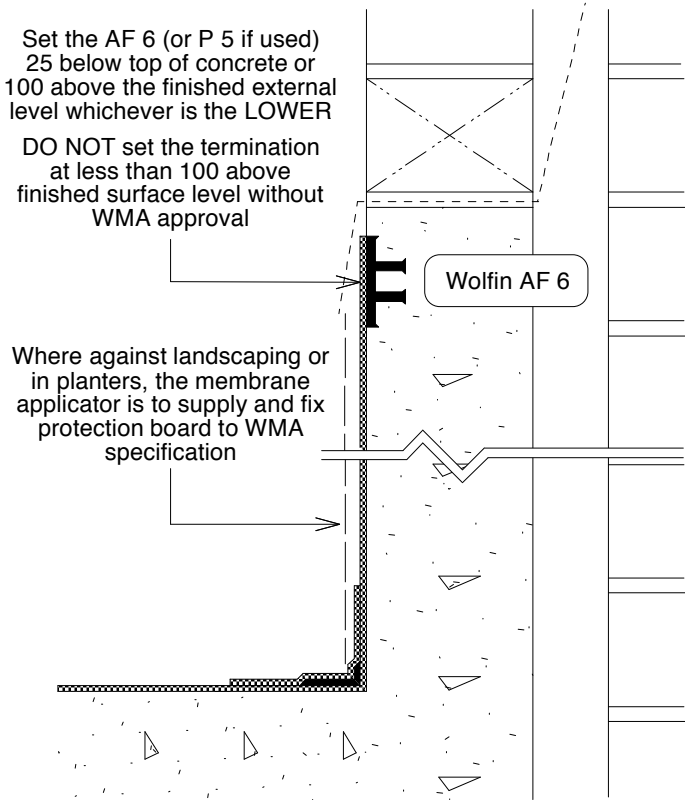 Set the AF 6 (or P 5 if used)
25 below top of concrete or
100 above the finished external
level whichever is the LOWER
DO NOT set the termination
at less than 100 above
finished surface level without
WMA approval
Wolfin AF 6
Where against landscaping or
in planters, the membrane
applicator is to supply and fix
protection board to WMA
specification